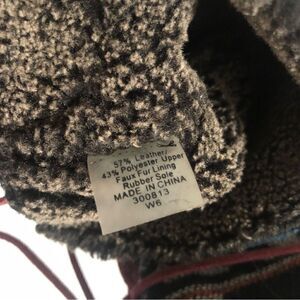 57% Leather/
43% Polyester Upper
Faux Fur Lining
Rubber Sole
MADE IN CHINA
300813
W6